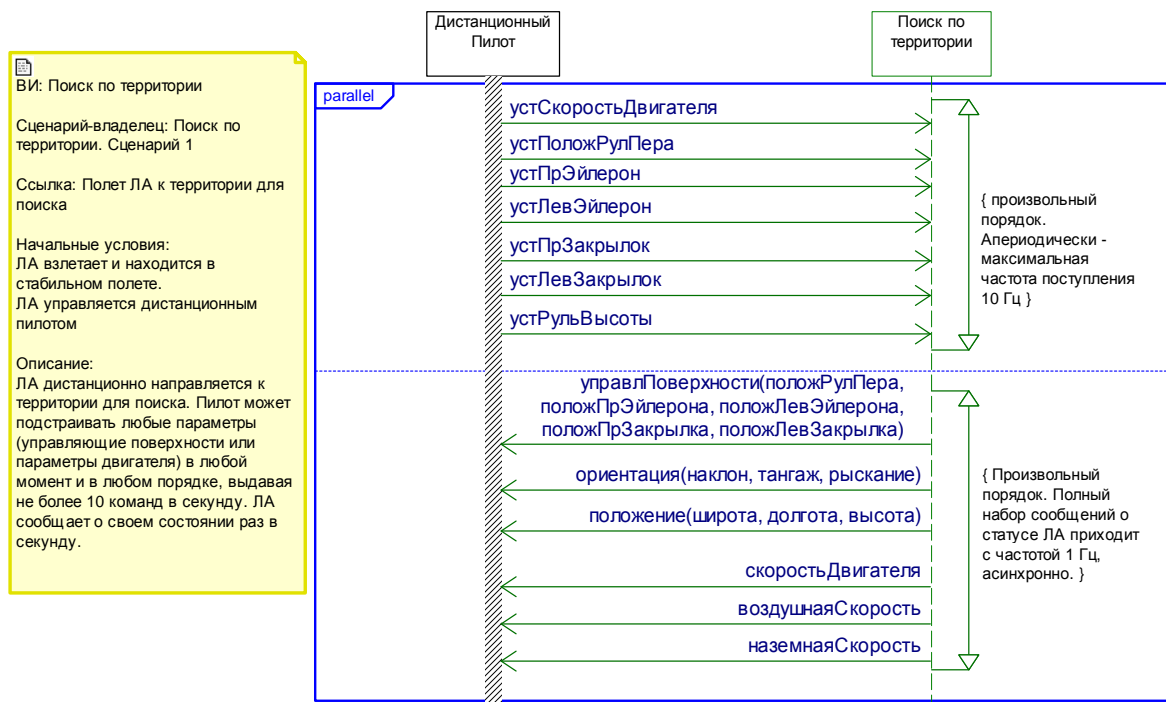 Дистанционный
Пилот
Поиск по
территории
ВИ: Поиск по территории
Сценарий-владелец: Поиск по
территории. Сценарий 1
Ссылка: Полет ЛА к территории для
поиска
Начальные условия:
ЛА взлетает и находится в
стабильном полете.
ЛА управляется дистанционным
пилотом
Описание:
ЛА дистанционно направляется к
территории для поиска. Пилот может
подстраивать любые параметры
(управляющие поверхности или
параметры двигателя) в любой
момент и в любом порядке, выдавая
не более 10 команд в секунду. ЛА
сообщает о своем состоянии раз в
секунду.
parallel
устСкоростьДвигателя
устПоложРулПера
устПрЭйлерон
устЛевЭйлерон
устПрЗакрылок
устЛевЗакрылок
устРульВысоты
{ произвольный
порядок.
Апериодически -
максимальная
частота поступления
10 Гц }
управлПоверхности(положРулПера,
положПрЭйлерона, положЛевЭйлерона,
положПрЗакрылка, положЛевЗакрылка)
ориентация(наклон, тангаж, рыскание)
положение(широта, долгота, высота)
скоростьДвигателя
воздушнаяСкорость
наземнаяСкорость
{ Произвольный
порядок. Полный
набор сообщений о
статусе ЛА приходит
с частотой 1 Гц,
асинхронно. }